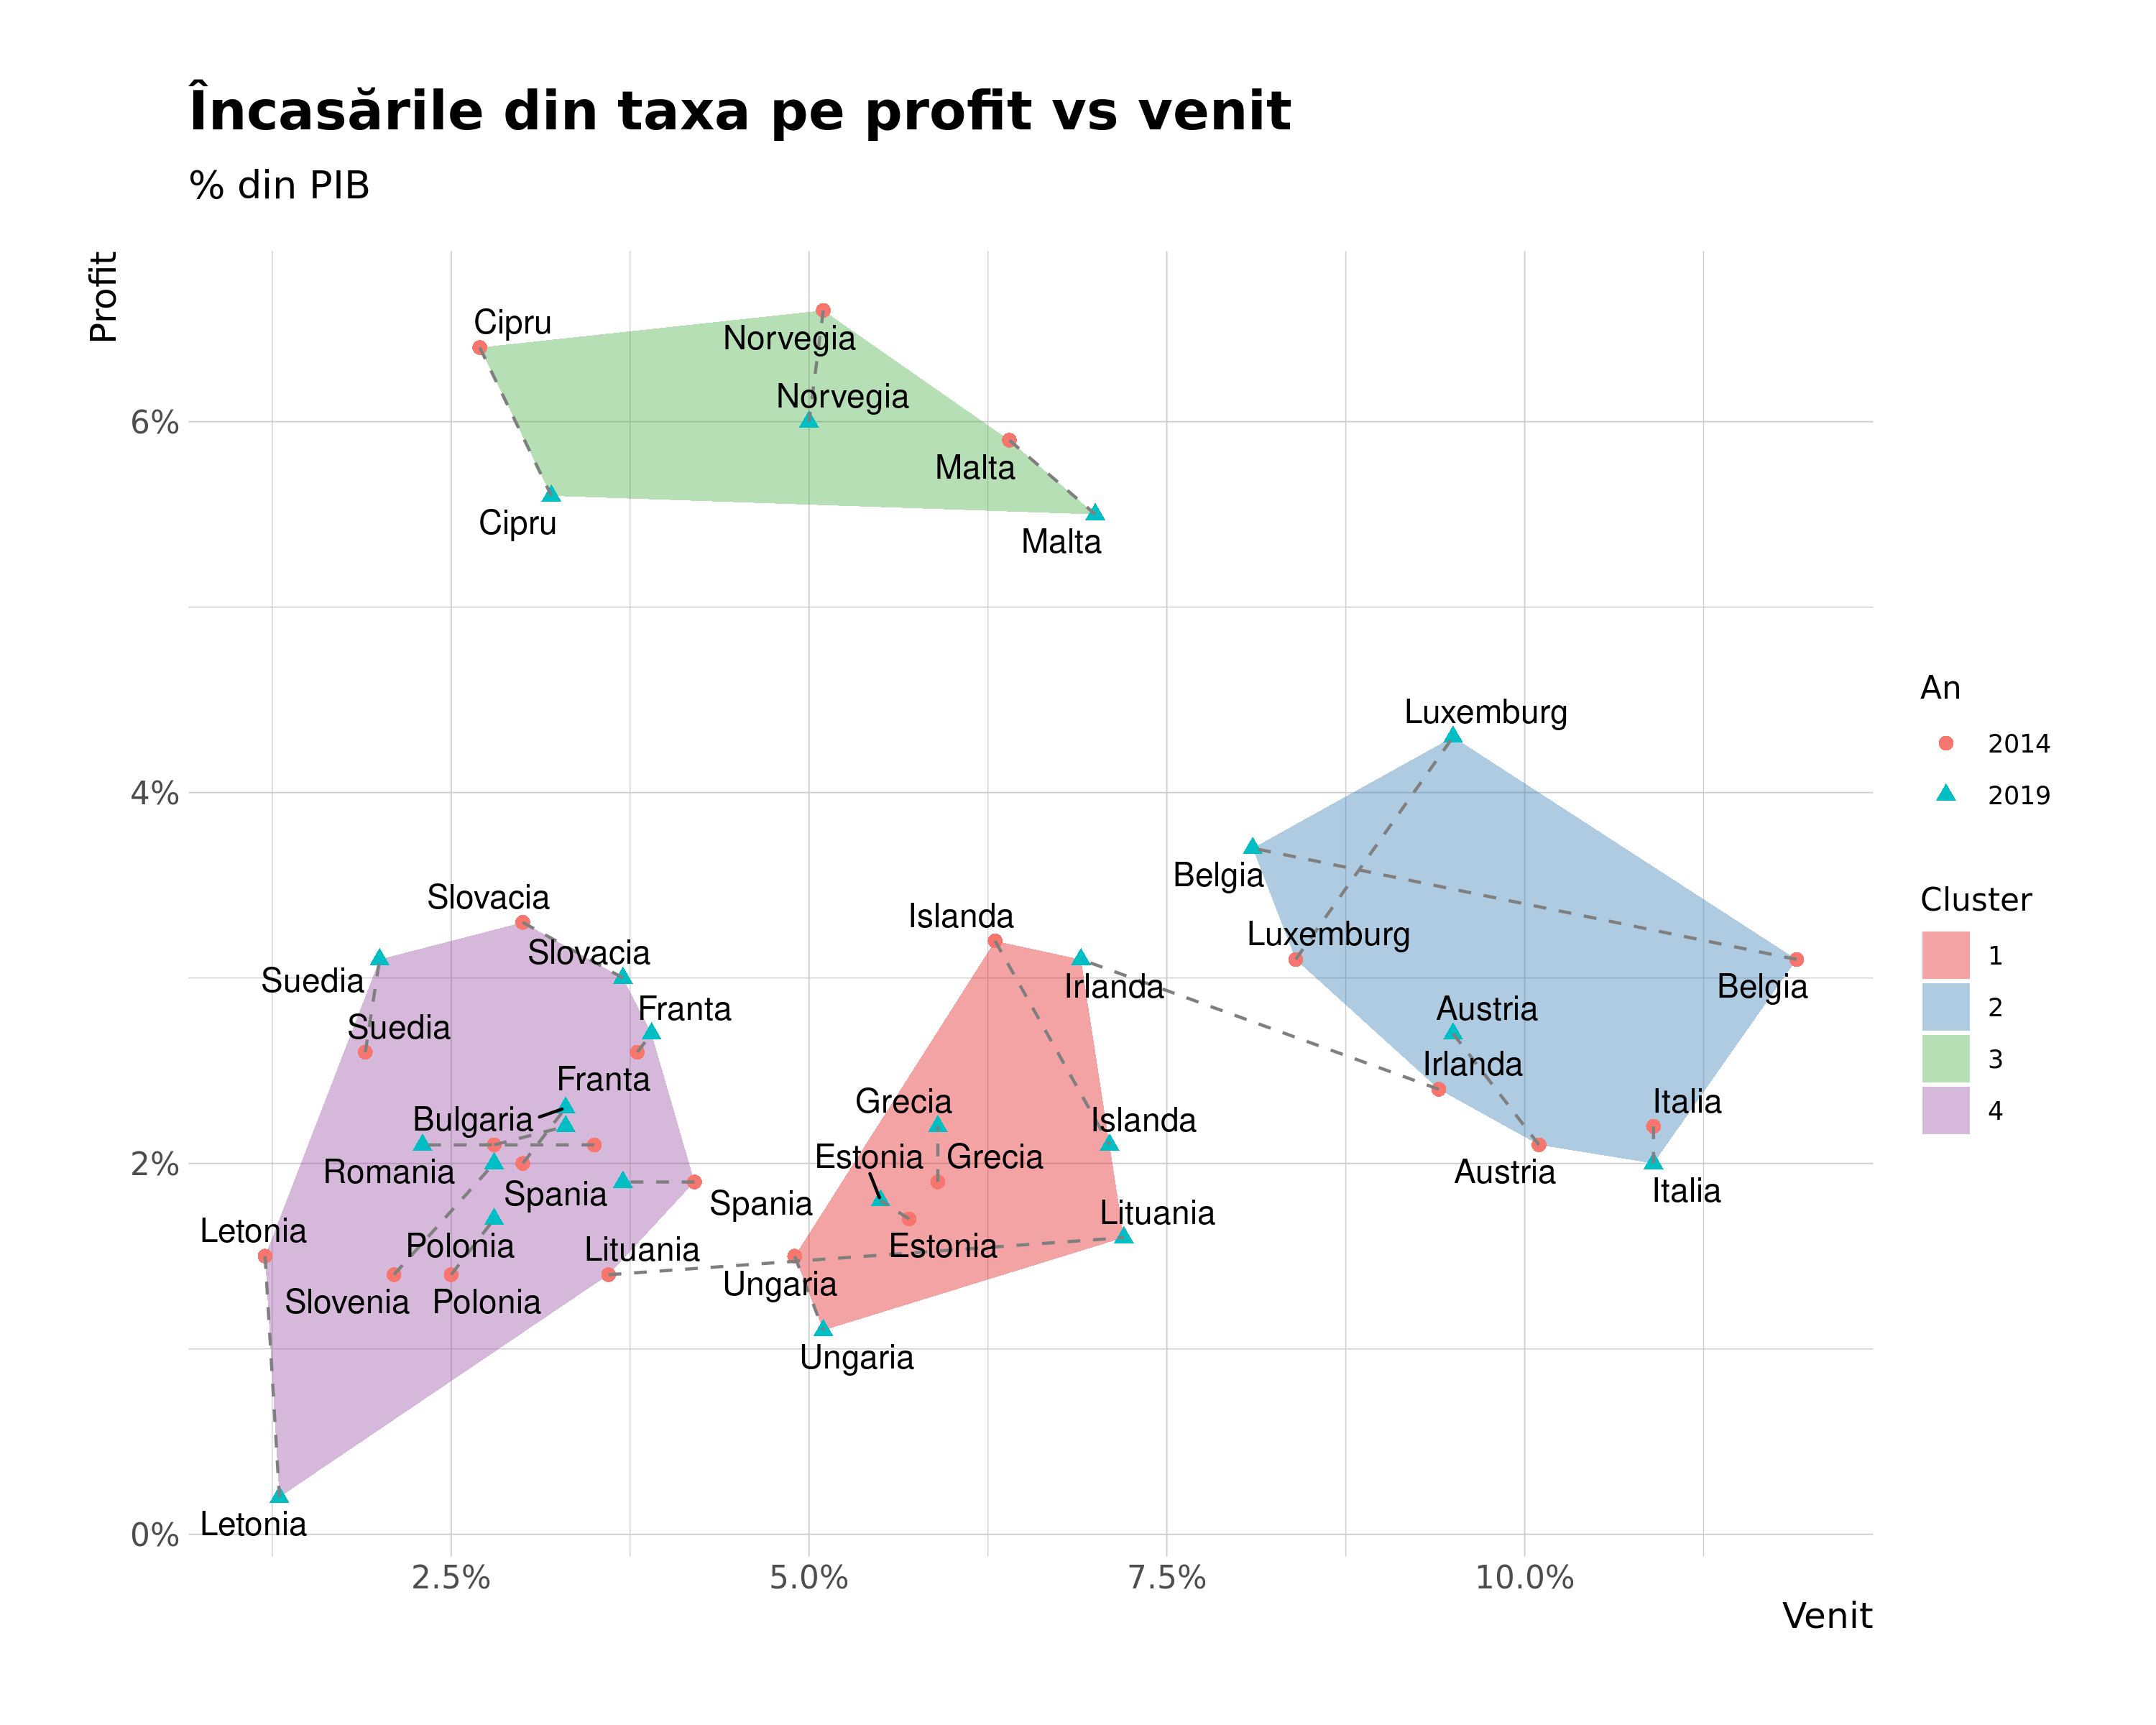 Încasările din taxa pe profit vs venit
% din PIB
Profit
Cipru
Norvegia
Norvegia
6%
Malta
Cipru
Malta
An
2014
2019
Luxemburg
4%
Belgia
Slovacia
Islanda
Luxemburg
Slovacia
Suedia
Irlanda
Belgia
Franta
Austria
Suedia
Irlanda
Franta
Grecia
Italia
Bulgaria
Islanda
2%
Romania
Estonia
Grecia
Austria
Spania
Spania
Italia
Lituania
Letonia
Polonia
Lituania
Estonia
Ungaria
Slovenia
Polonia
Ungaria
Letonia
0%
Cluster
1
2
3
4
2.5%
5.0%
7.5%
10.0%
Venit